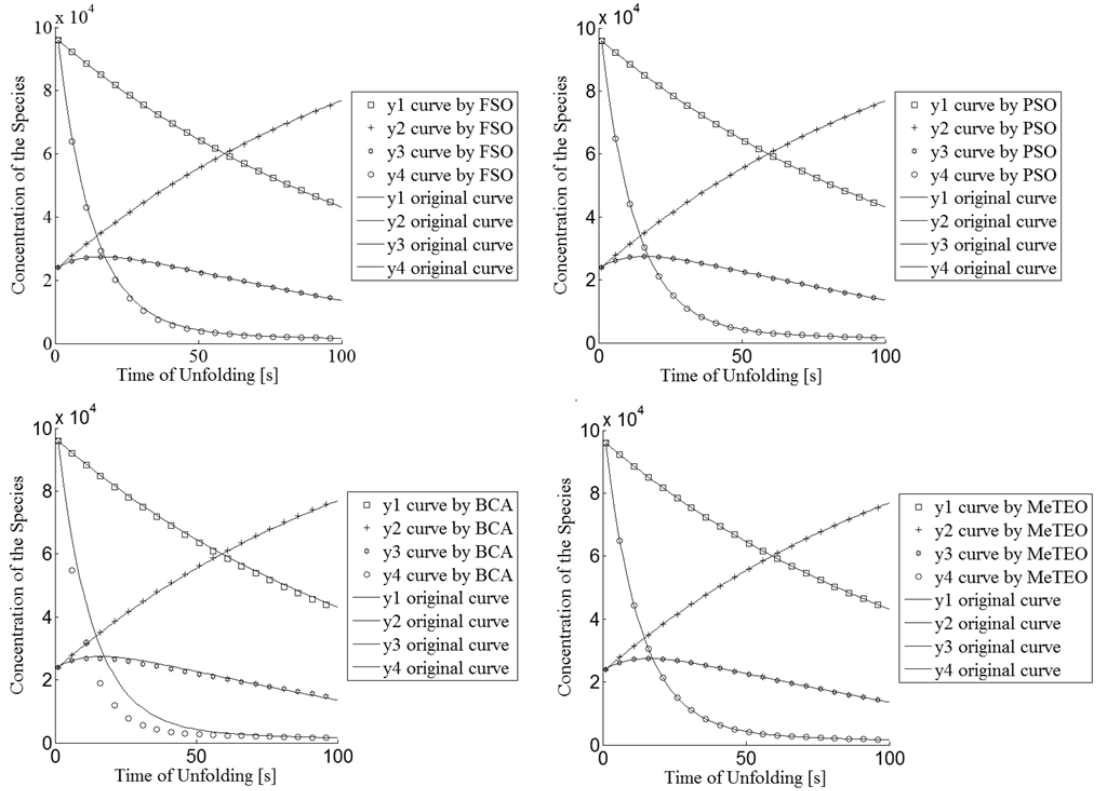 10 x 10⁴
8
6
4
2
0
0 50 100
Concentration of the Species
Time of Unfolding [s]
y1 curve by FSO
y2 curve by FSO
y3 curve by FSO
y4 curve by FSO
y1 original curve
y2 original curve
y3 original curve
y4 original curve
10 x 10⁴
8
6
4
2
0
0 50 100
Concentration of the Species
Time of Unfolding [s]
y1 curve by PSO
y2 curve by PSO
y3 curve by PSO
y4 curve by PSO
y1 original curve
y2 original curve
y3 original curve
y4 original curve
10 x 10⁴
8
6
4
2
0
0 50 100
Concentration of the Species
Time of Unfolding [s]
y1 curve by BCA
y2 curve by BCA
y3 curve by BCA
y4 curve by BCA
y1 original curve
y2 original curve
y3 original curve
y4 original curve
10 x 10⁴
8
6
4
2
0
0 50 100
Concentration of the Species
Time of Unfolding [s]
y1 curve by MeTEO
y2 curve by MeTEO
y3 curve by MeTEO
y4 curve by MeTEO
y1 original curve
y2 original curve
y3 original curve
y4 original curve